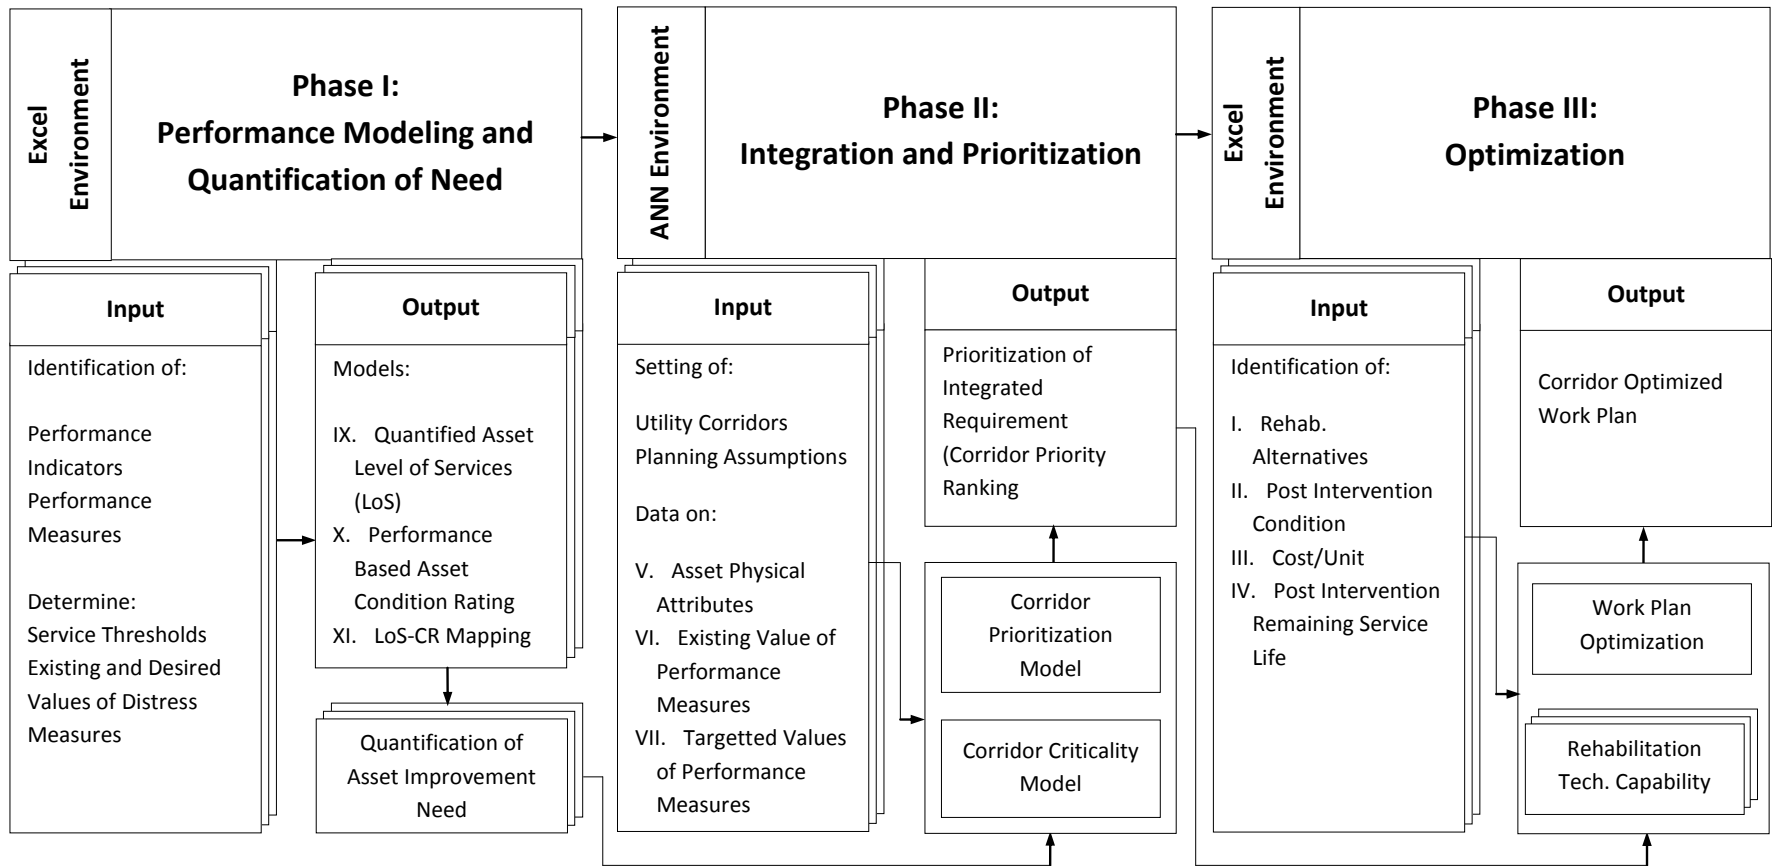 Excel
Environment
Phase I:
Performance Modeling and
Quantification of Need
ANN Environment
Phase II:
Integration and Prioritization
Excel
Environment
Phase III:
Optimization
Input
Identification of:
Performance
Indicators
Performance
Measures
Determine:
Service Thresholds
Existing and Desired
Values of Distress
Measures
Output
Models:
IX. Quantified Asset
Level of Services
(LoS)
X. Performance
Based Asset
Condition Rating
XI. LoS-CR Mapping
Quantification of
Asset Improvement
Need
Input
Setting of:
Utility Corridors
Planning Assumptions
Data on:
V. Asset Physical
Attributes
VI. Existing Value of
Performance
Measures
VII. Targetted Values
of Performance
Measures
Output
Prioritization of
Integrated
Requirement
(Corridor Priority
Ranking
Corridor
Prioritization
Model
Corridor Criticality
Model
Input
Identification of:
I. Rehab.
Alternatives
II. Post Intervention
Condition
III. Cost/Unit
IV. Post Intervention
Remaining Service
Life
Output
Corridor Optimized
Work Plan
Work Plan
Optimization
Rehabilitation
Tech. Capability